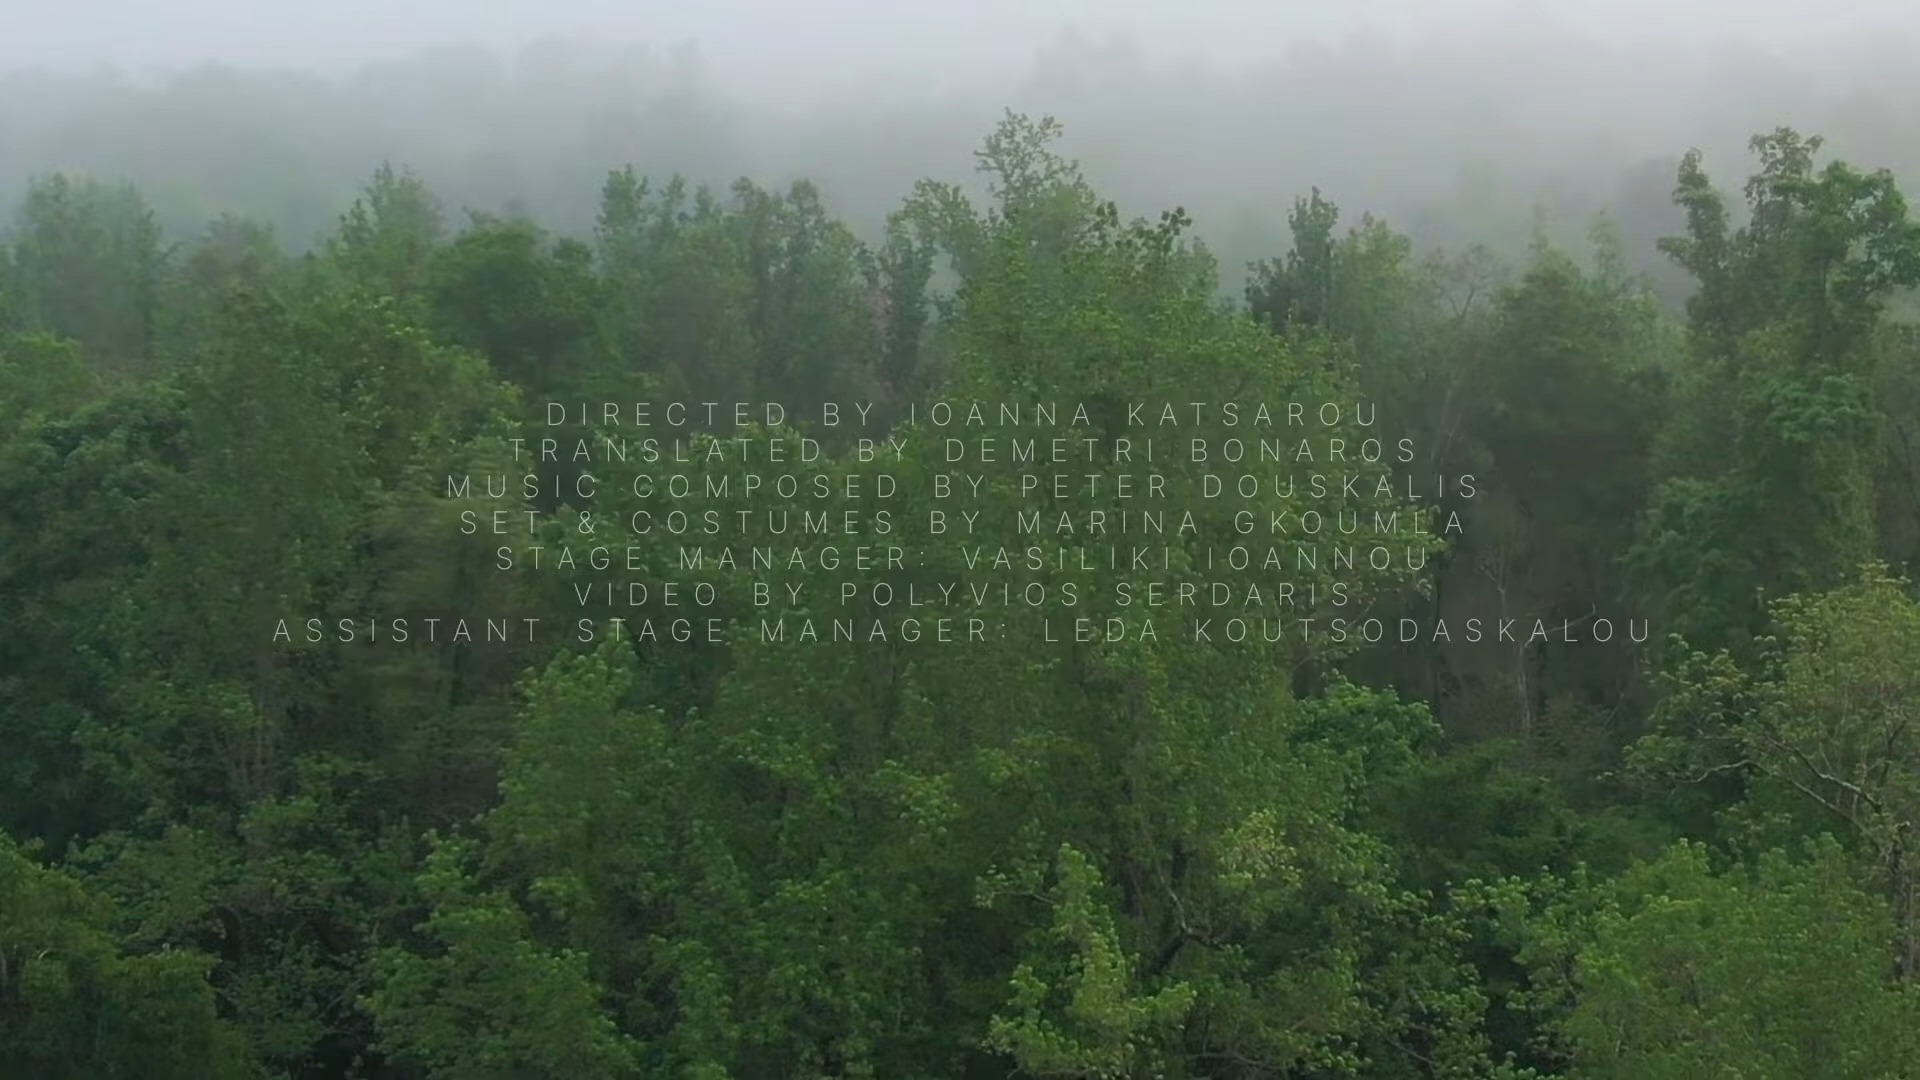 DIRECTED BY IOANNA KATSAROU
TRANSLATED BY DEMETRI BONAROS
MUSIC COMPOSED BY PETER DOUSKALIS
SET & COSTUMES BY MARINA GKOUMLA
STAGE MANAGER: VASILIKI IOANNOU
VIDEO BY POLYVIOS SERDARIS
ASSISTANT STAGE MANAGER: LEDA KOUTSODASKALOU